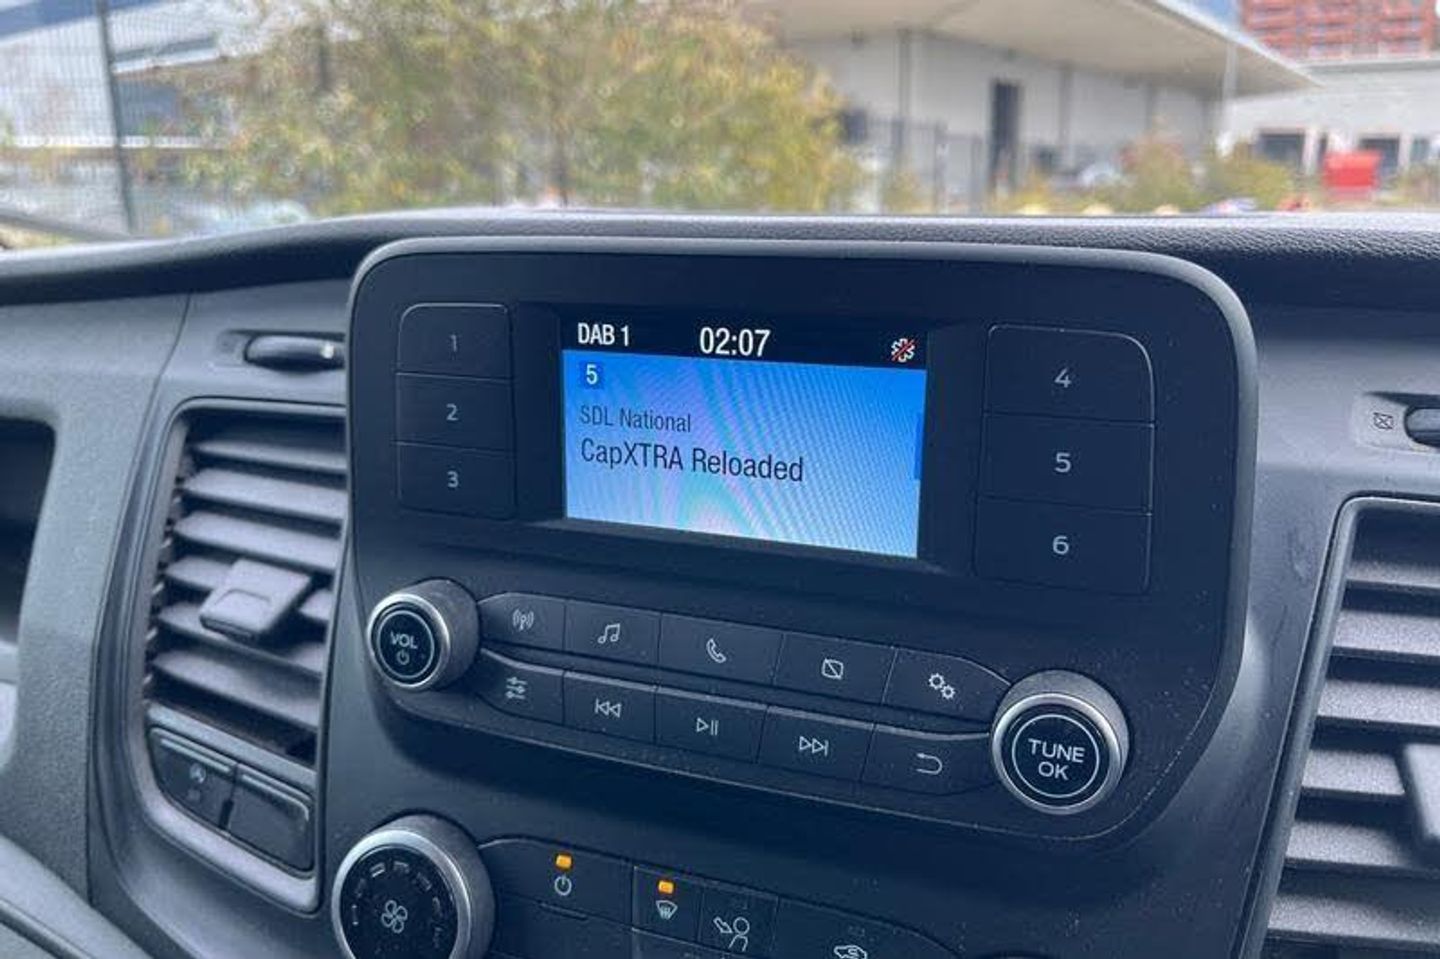 DAB 1 02:07
5
SDL National
CapXTRA Reloaded
1
2
3
4
5
6
VOL
TUNE
OK